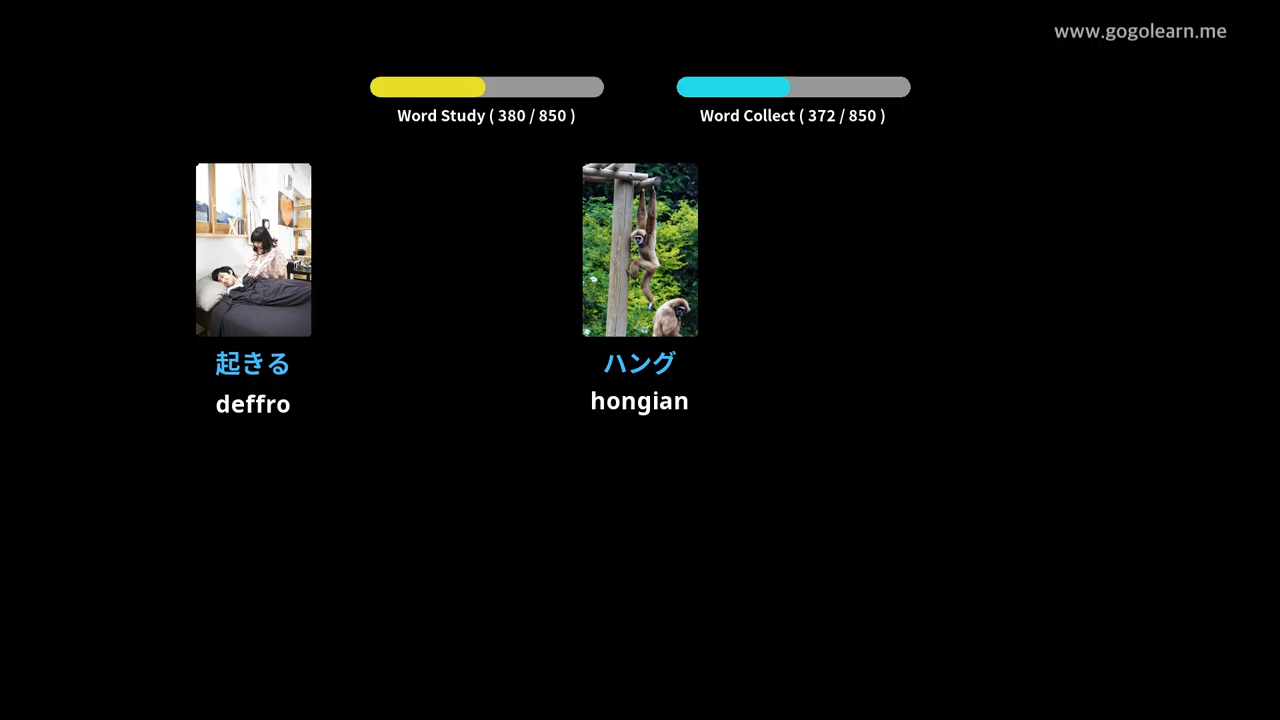 www.gogolearn.me
Word Study ( 380 / 850 )
Word Collect ( 372 / 850 )
起きる
deffro
ハング
hongian